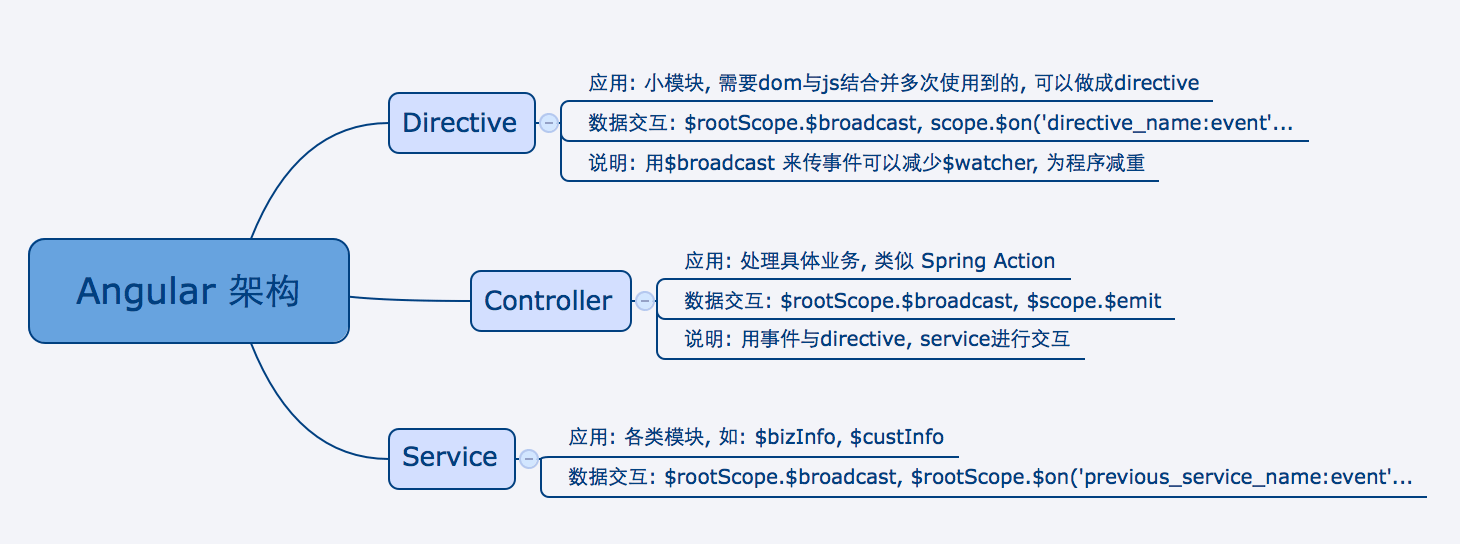 Angular 架构
Directive
应用: 小模块, 需要dom与js结合并多次使用到的, 可以做成directive
数据交互: $rootScope.$broadcast, scope.$on('directive_name:event'...
说明: 用$broadcast 来传事件可以减少$watcher, 为程序减重
Controller
应用: 处理具体业务, 类似 Spring Action
数据交互: $rootScope.$broadcast, $scope.$emit
说明: 用事件与directive, service进行交互
Service
应用: 各类模块, 如: $bizInfo, $custInfo
数据交互: $rootScope.$broadcast, $rootScope.$on('previous_service_name:event'...